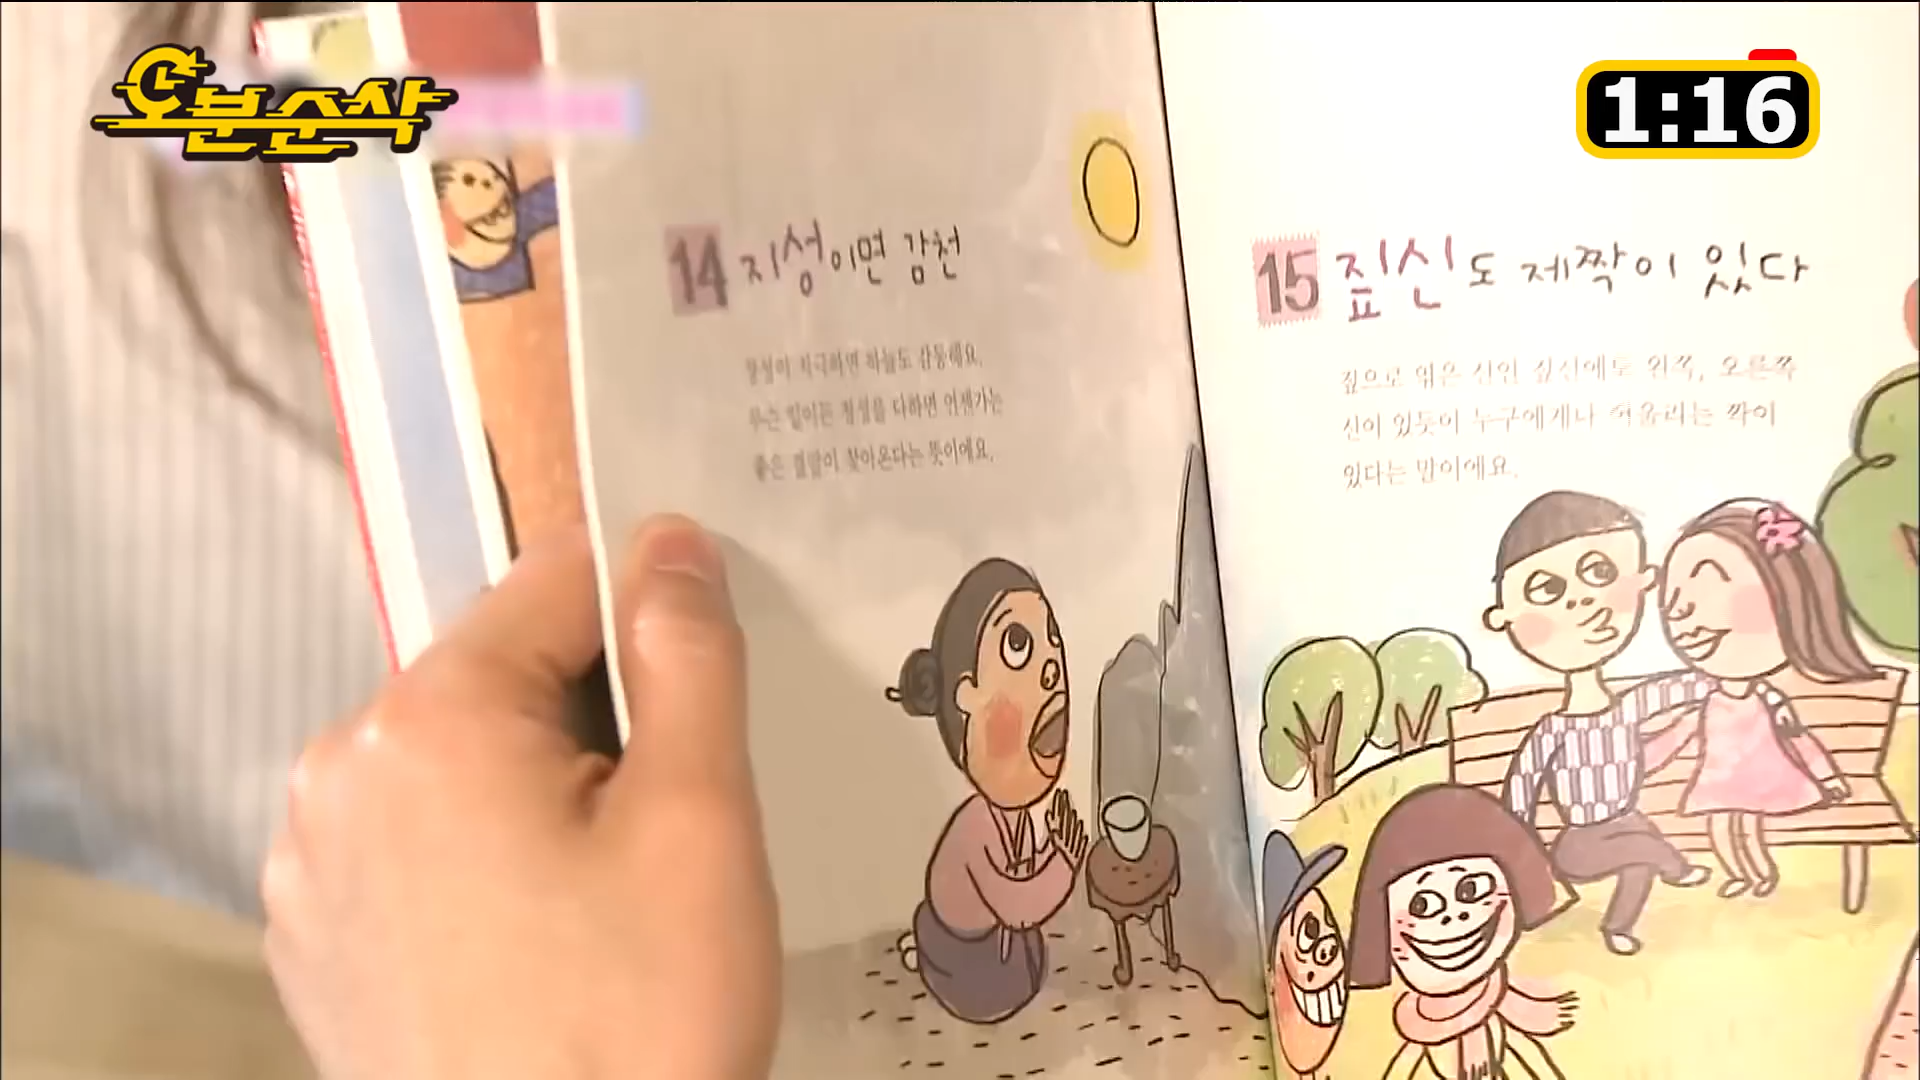 오분순삭
1:16
14 지성이면 감천
정성이 지극하면 하늘도 감동해요.
무슨 일이든 정성을 다하면 언젠가는
좋은 결말이 찾아온다는 뜻이에요.
15 짚신도 제짝이 있다
짚으로 엮은 신인 짚신에도 왼쪽, 오른쪽
신이 있듯이 누구에게나 어울리는 짝이
있다는 말이에요.